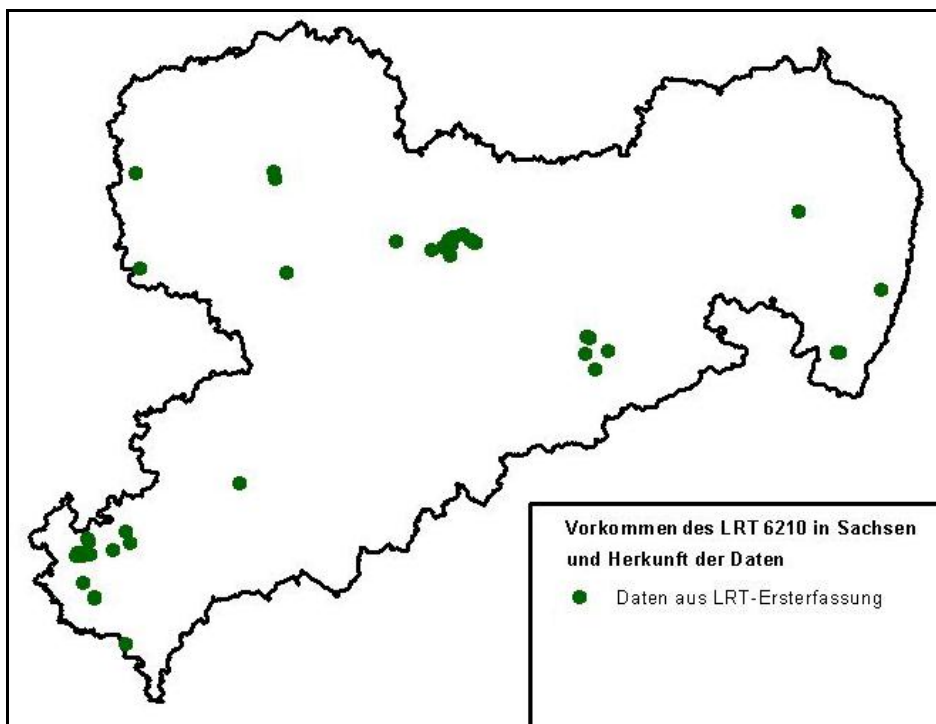 Vorkommen des LRT 6210 in Sachsen
und Herkunft der Daten
Daten aus LRT-Ersterfassung